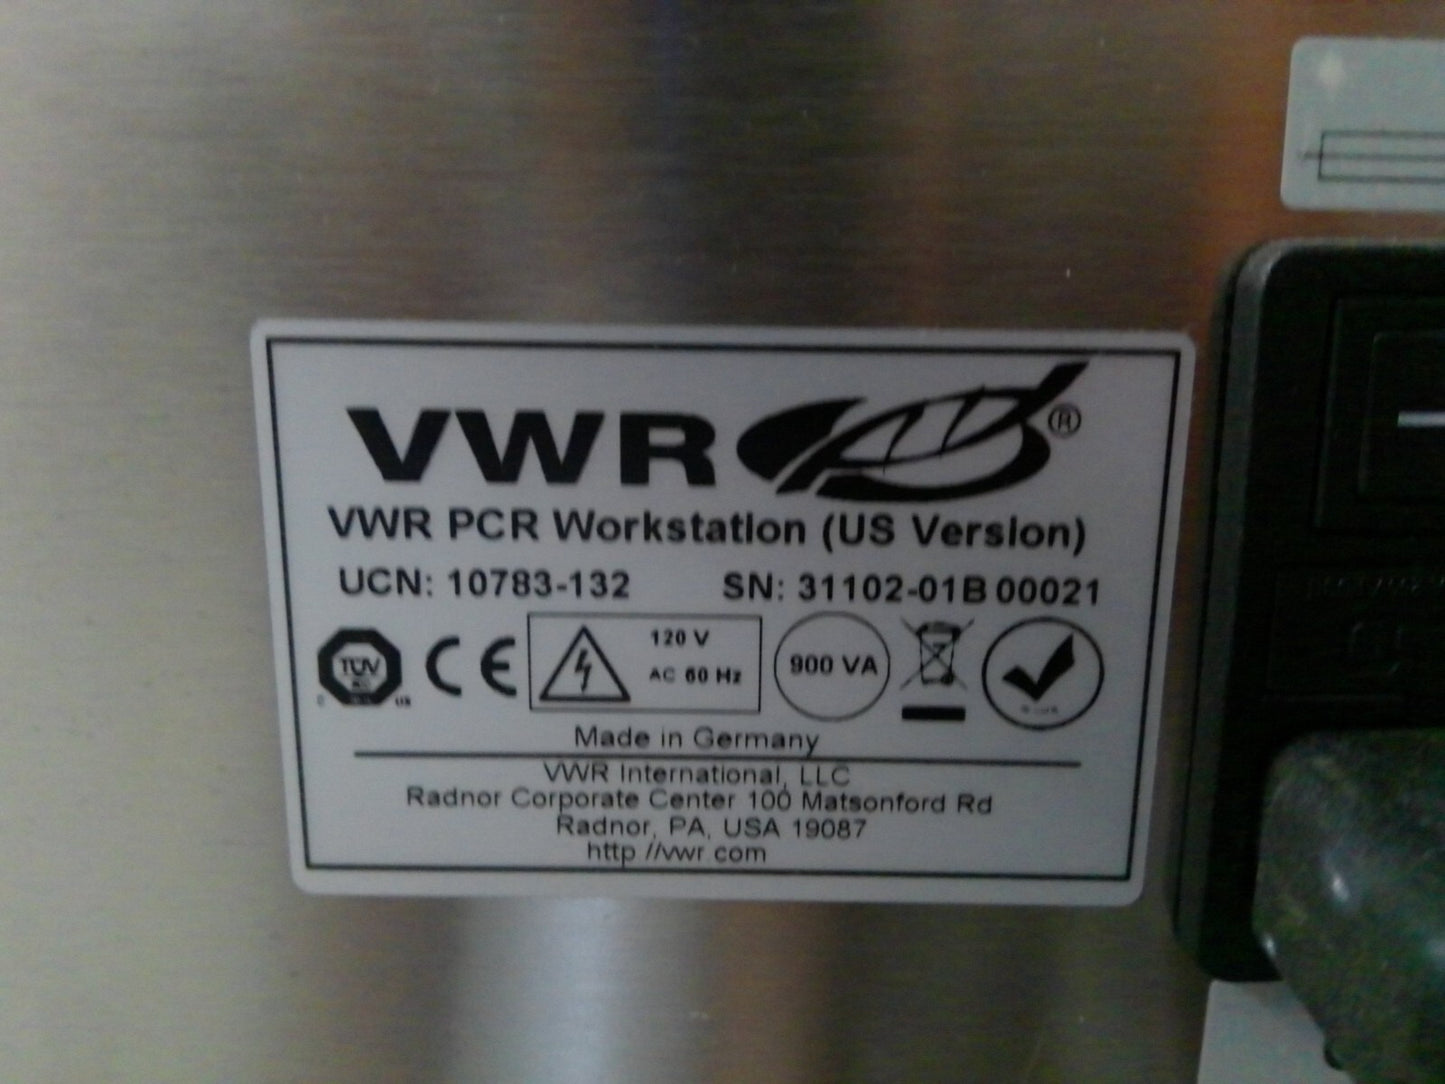 VWR ®
VWR PCR Workstation (US Version)
UCN: 10783-132 SN: 31102-01B 00021
TÜV
C US
CE
120 V
AC 60 Hz
900 VA
Made in Germany
VWR International, LLC
Radnor Corporate Center 100 Matsonford Rd
Radnor, PA, USA 19087
http //vwr com